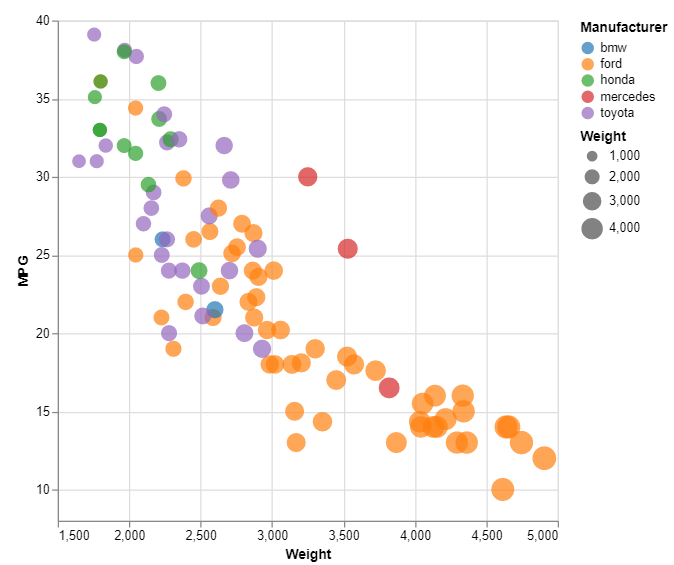 40
35
30
25
20
15
10
MPG
1,500
2,000
2,500
3,000
3,500
4,000
4,500
5,000
Weight
Manufacturer
bmw
ford
honda
mercedes
toyota
Weight
1,000
2,000
3,000
4,000